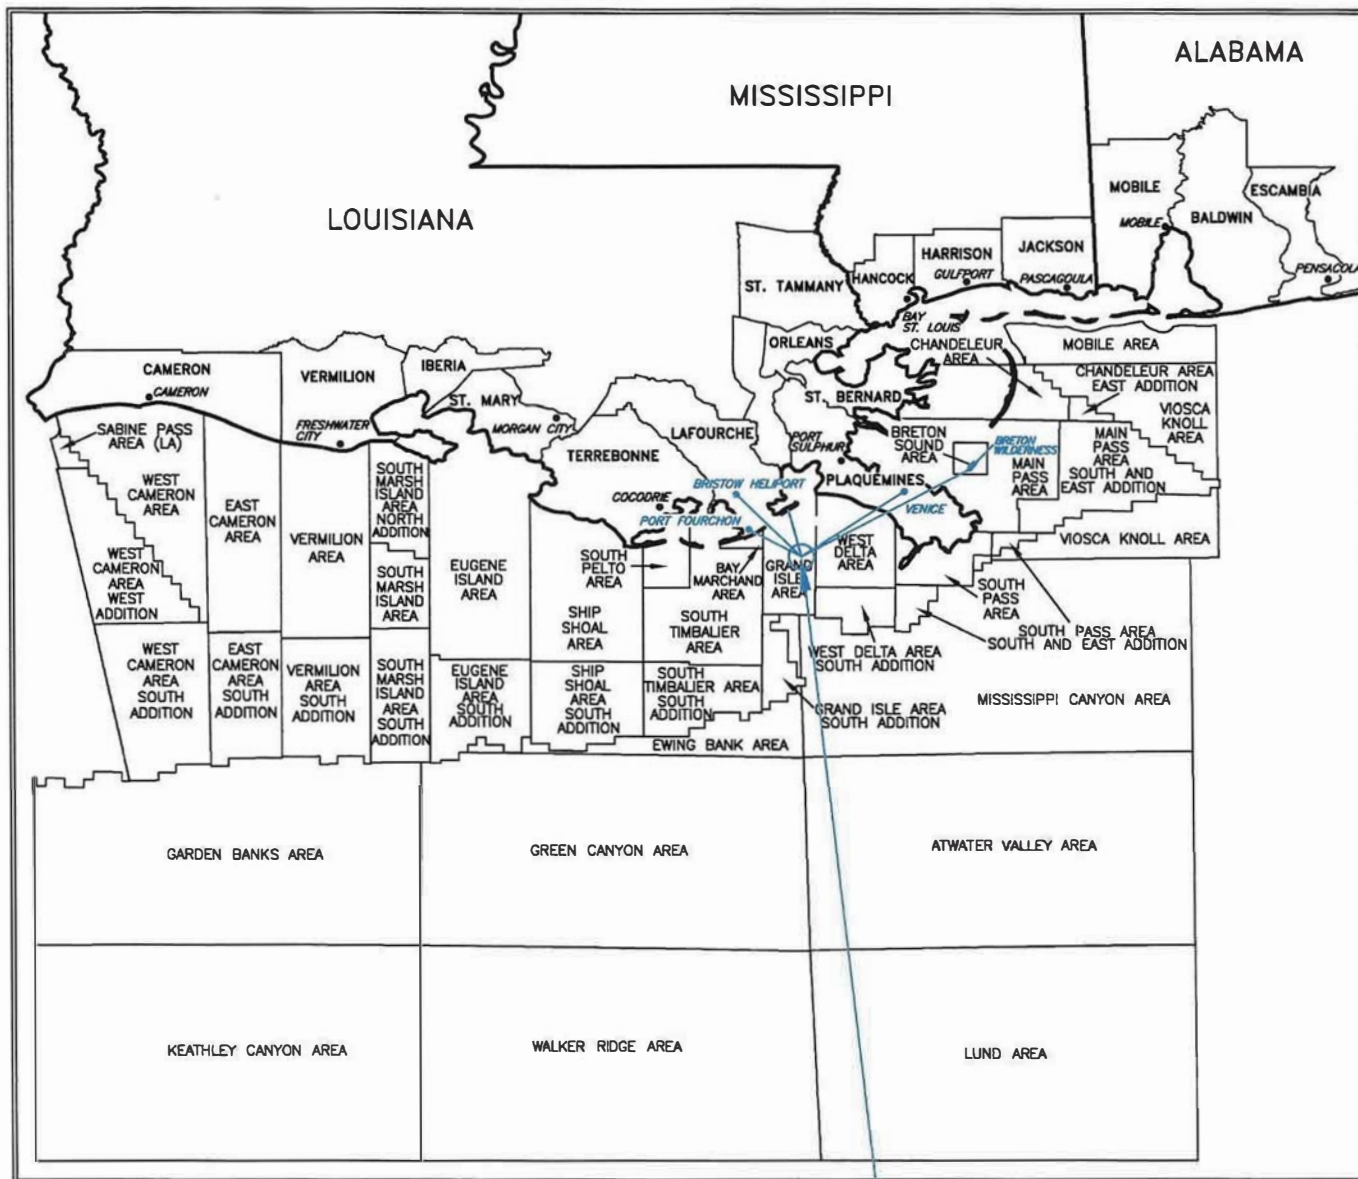 ALABAMA
MISSISSIPPI
LOUISIANA
MOBILE
ESCAMBIA
BALDWIN
MOBILE
PENSACOLA
HARRISON
JACKSON
HANCOCK
GULFPORT
PASCAGOULA
ST. TAMMANY
BAY
ST. LOUIS
ORLEANS
CHANDELEUR
AREA
MOBILE AREA
CHANDELEUR AREA
EAST ADDITION
VIOSCA
KNOLL
AREA
CAMERON
CAMERON
VERMILION
IBERIA
ST. MARY
FRESHWATER
CITY
MORGAN CITY
LAFOURCHE
TERREBONNE
ST. BERNARD
PORT
SULPHUR
BRETON
SOUND
AREA
BRETON
WILDERNESS
MAIN
PASS
AREA
MAIN
PASS
AREA
SOUTH AND
EAST ADDITION
PLAQUEMINES
VENICE
BRISTOW HELIPORT
COCODRIE
PORT FOURCHON
SABINE PASS
AREA (LA)
WEST
CAMERON
AREA
EAST
CAMERON
AREA
WEST
CAMERON
AREA
WEST
ADDITION
VERMILION
AREA
SOUTH
MARSH
ISLAND
AREA
NORTH
ADDITION
SOUTH
MARSH
ISLAND
AREA
EUGENE
ISLAND
AREA
SOUTH
PELTO
AREA
BAY
MARCHAND
AREA
GRAND
ISLE
AREA
WEST
DELTA
AREA
VIOSCA KNOLL AREA
SOUTH
PASS
AREA
SOUTH PASS AREA
SOUTH AND EAST ADDITION
SHIP
SHOAL
AREA
SOUTH
TIMBALIER
AREA
WEST DELTA AREA
SOUTH ADDITION
WEST
CAMERON
AREA
SOUTH
ADDITION
EAST
CAMERON
AREA
SOUTH
ADDITION
VERMILION
AREA
SOUTH
ADDITION
SOUTH
MARSH
ISLAND
AREA
SOUTH
ADDITION
EUGENE
ISLAND
AREA
SOUTH
ADDITION
SHIP
SHOAL
AREA
SOUTH
ADDITION
SOUTH
TIMBALIER AREA
SOUTH
ADDITION
GRAND ISLE AREA
SOUTH ADDITION
MISSISSIPPI CANYON AREA
EWING BANK AREA
GARDEN BANKS AREA
GREEN CANYON AREA
ATWATER VALLEY AREA
KEATHLEY CANYON AREA
WALKER RIDGE AREA
LUND AREA